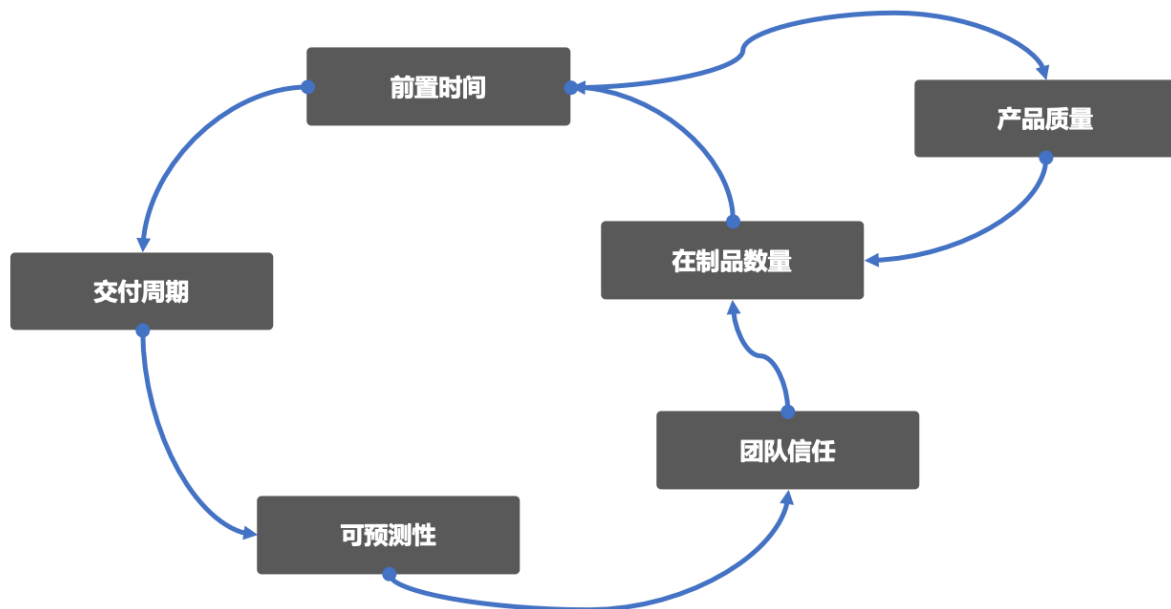 前置时间
产品质量
在制品数量
交付周期
团队信任
可预测性